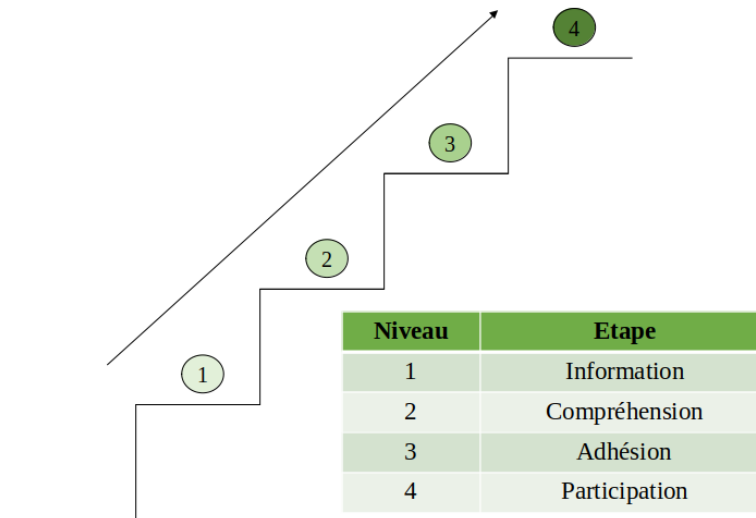 4
3
2
1
Niveau Etape
1 Information
2 Compréhension
3 Adhésion
4 Participation